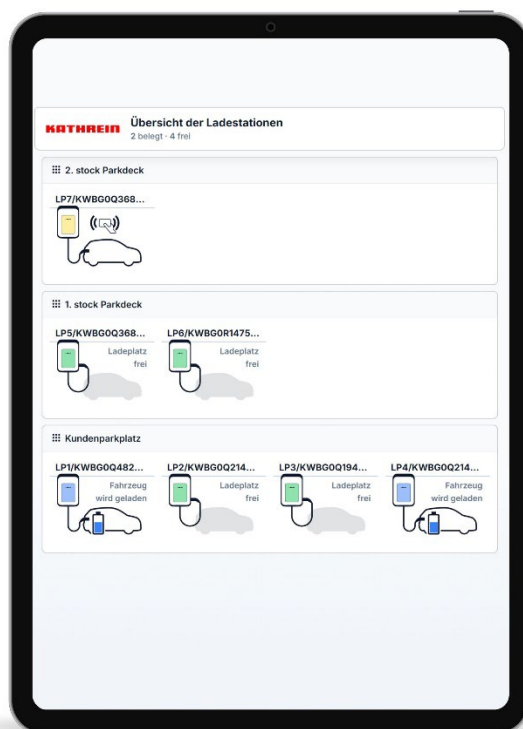 KATHREIN
Übersicht der Ladestationen
2 belegt · 4 frei
2. stock Parkdeck
LP7/KWBG0Q368...
1. stock Parkdeck
LP5/KWBG0Q368... LP6/KWBG0R1475...
Ladeplatz Ladeplatz
frei frei
Kundenparkplatz
LP1/KWBG0Q482... LP2/KWBG0Q214... LP3/KWBG0Q194... LP4/KWBG0Q214...
Fahrzeug Ladeplatz Ladeplatz Fahrzeug
wird geladen frei frei wird geladen